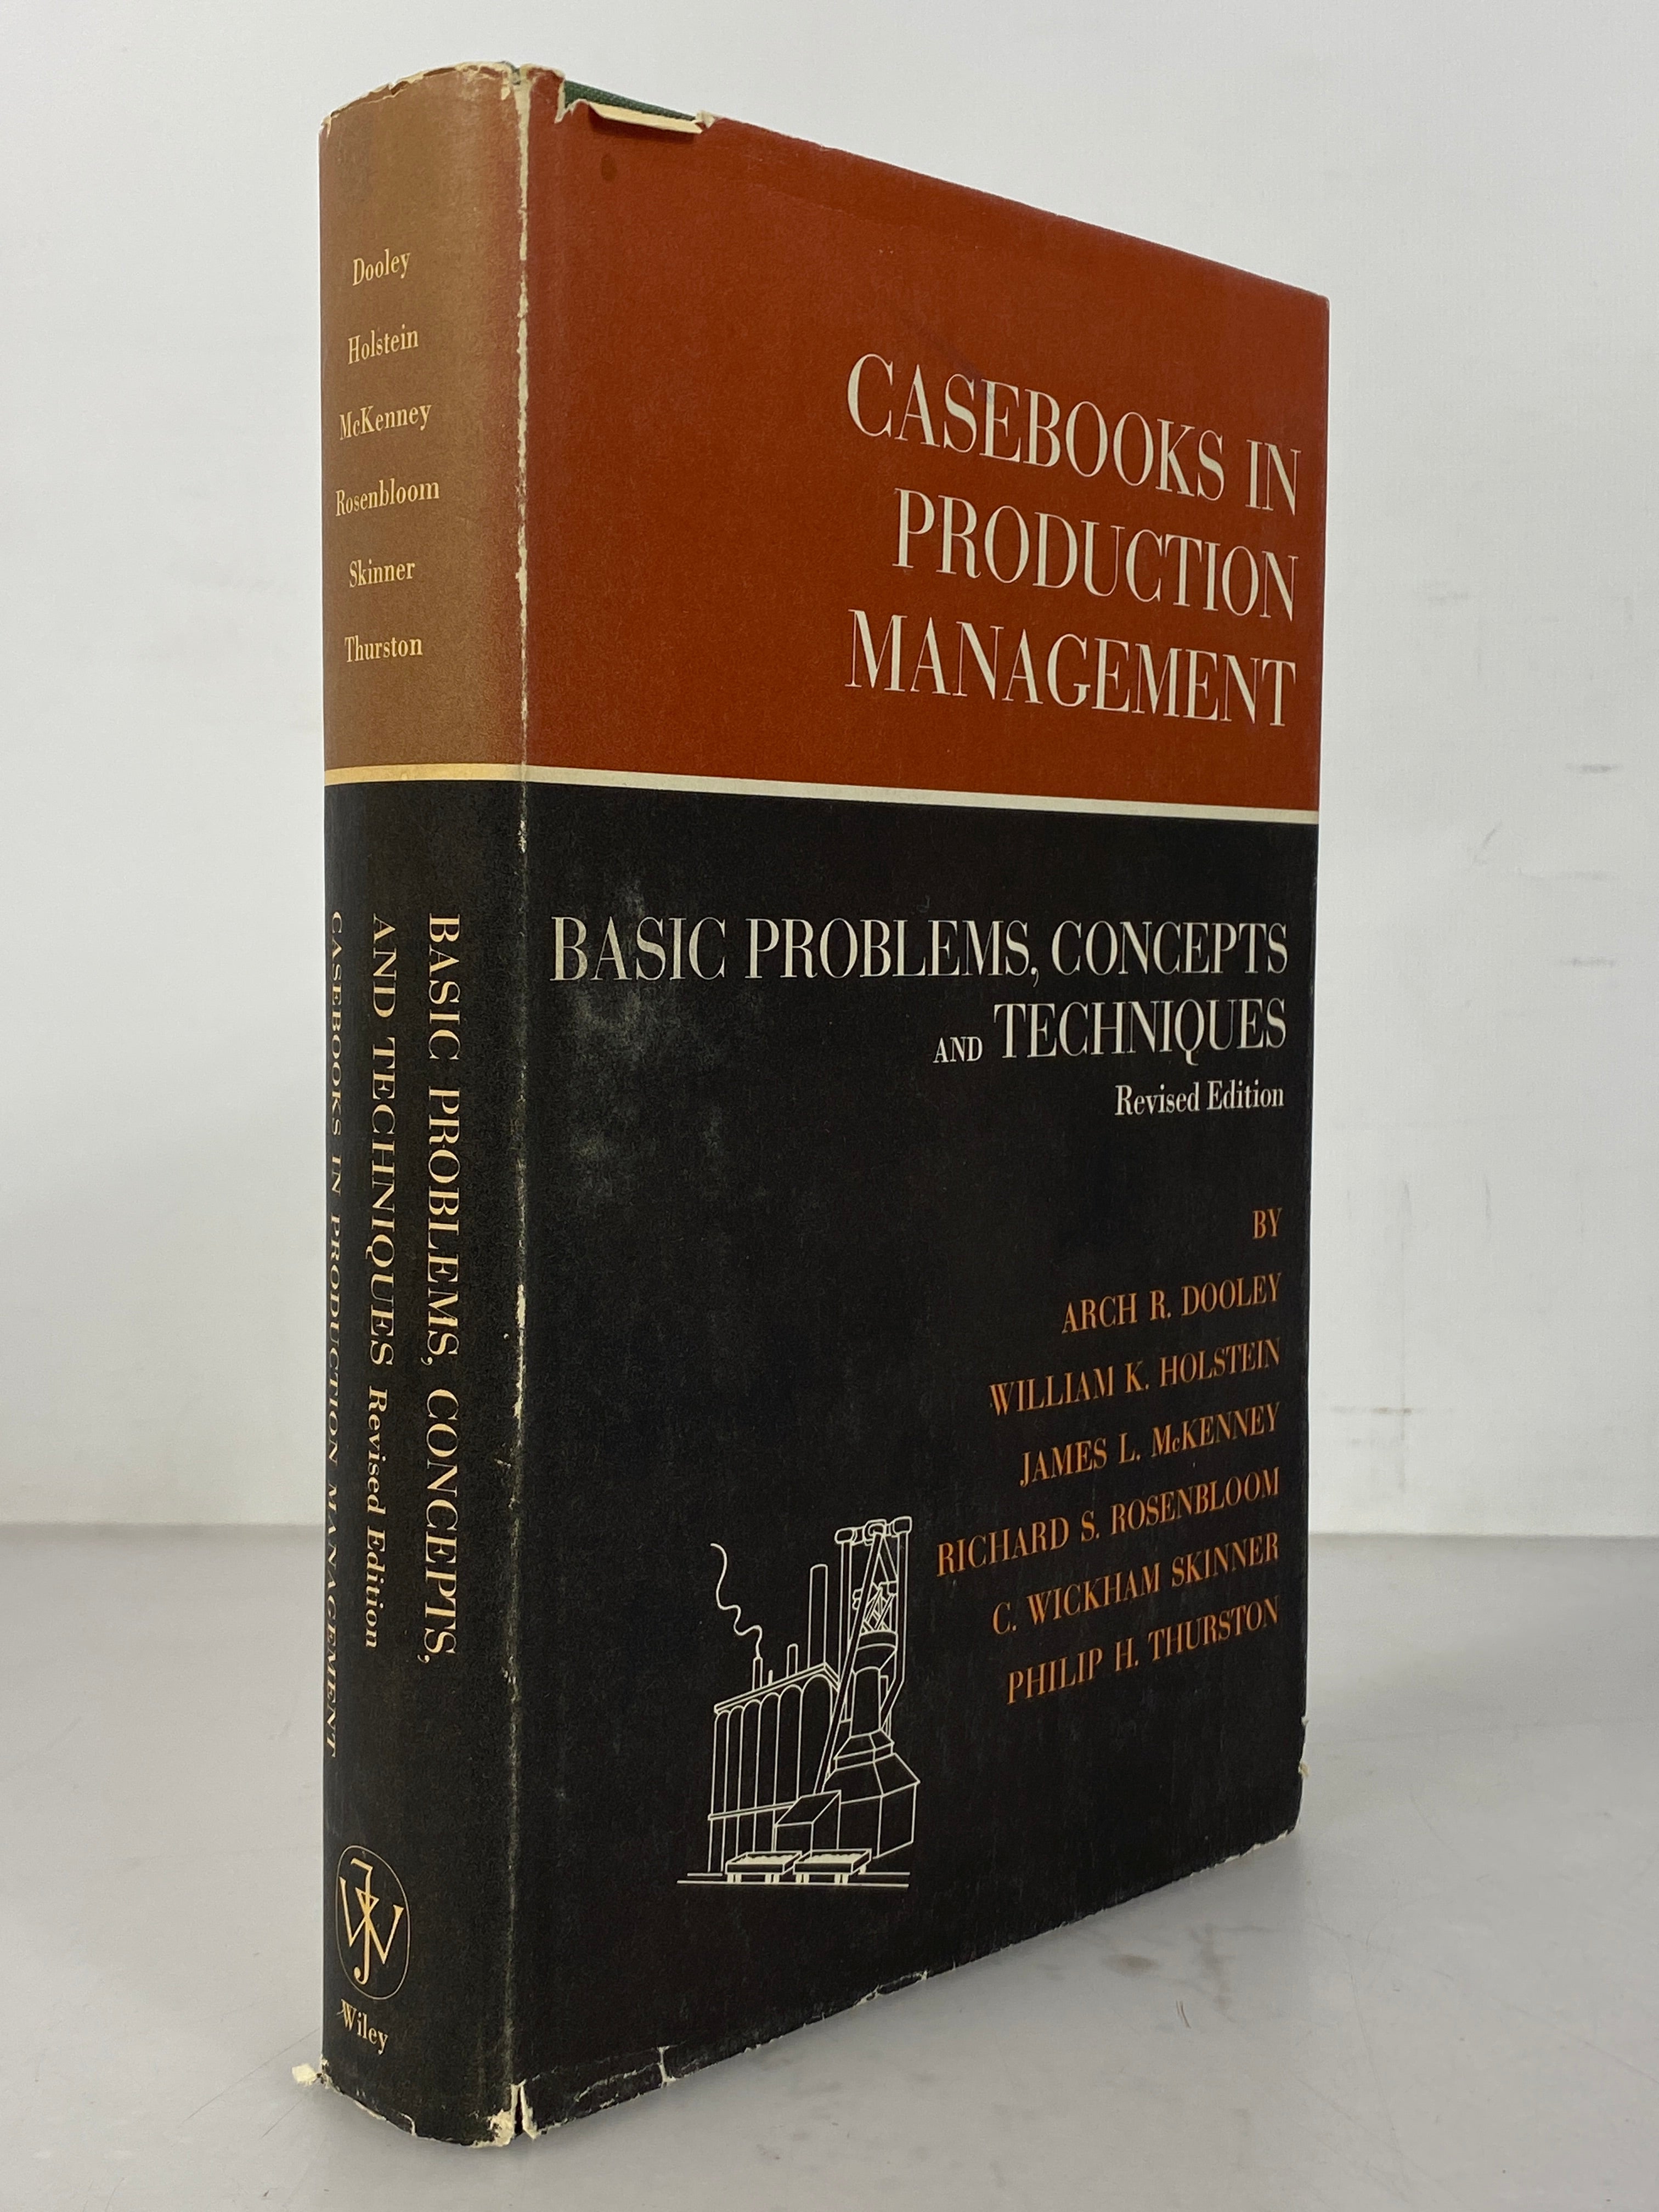 Dooley
Holstein
McKenney
Rosenbloom
Skinner
Thurston
BASIC PROBLEMS, CONCEPTS,
AND TECHNIQUES Revised Edition
CASEBOOKS IN PRODUCTION MANAGEMENT
JWS
Wiley
CASEBOOKS IN
PRODUCTION
MANAGEMENT
BASIC PROBLEMS, CONCEPTS
AND TECHNIQUES
Revised Edition
BY
ARCH R. DOOLEY
WILLIAM K. HOLSTEIN
JAMES L. McKENNEY
RICHARD S. ROSENBLOOM
C. WICKHAM SKINNER
PHILIP H. THURSTON